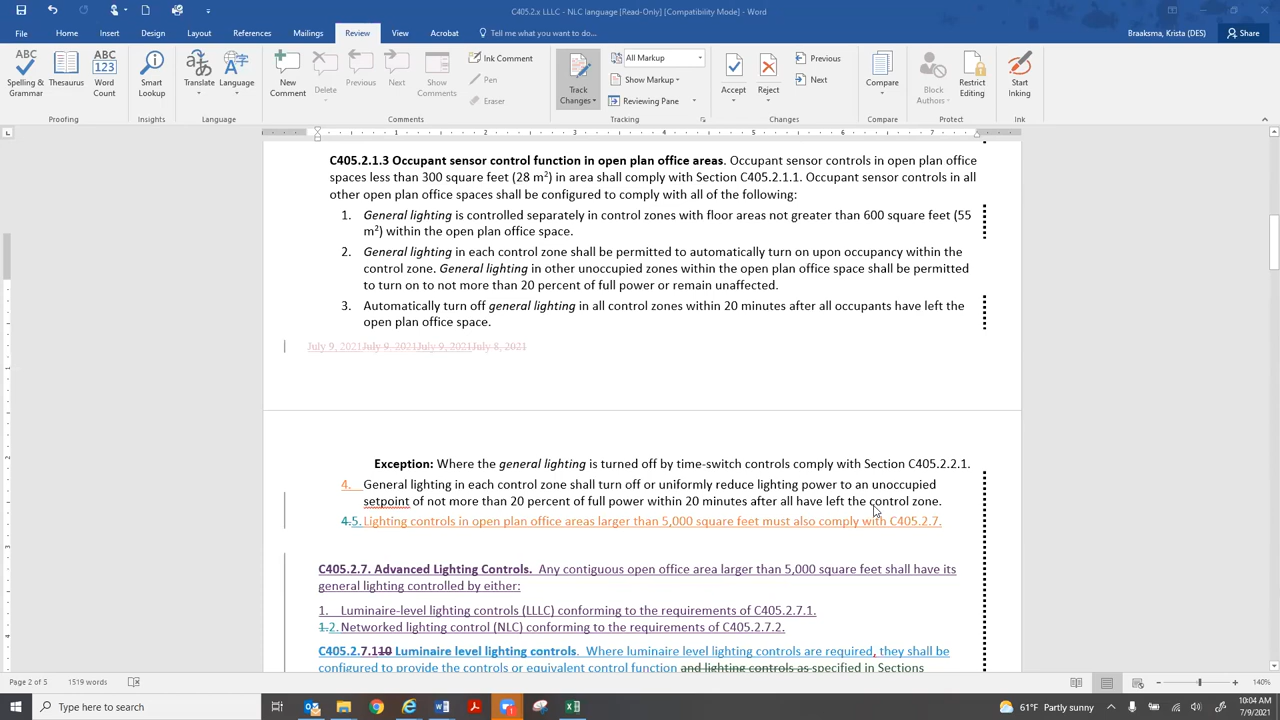 C405.2.x LLLC - NLC language [Read-Only] [Compatibility Mode] - Word
File Home Insert Design Layout References Mailings Review View Acrobat Tell me what you want to do... Braaksma, Krista (DES) Share
Spelling & Grammar Thesaurus Word Count Smart Lookup Translate Language New Comment Delete Previous Next Show Comments Ink Comment Pen Eraser Track Changes All Markup Show Markup Reviewing Pane Accept Reject Previous Next Compare Block Authors Restrict Editing Start Inking
Proofing Insights Language Comments Tracking Changes Compare Protect Ink
1 2 3 4 5 6 7
C405.2.1.3 Occupant sensor control function in open plan office areas. Occupant sensor controls in open plan office
spaces less than 300 square feet (28 m²) in area shall comply with Section C405.2.1.1. Occupant sensor controls in all
other open plan office spaces shall be configured to comply with all of the following:
1. General lighting is controlled separately in control zones with floor areas not greater than 600 square feet (55
m²) within the open plan office space.
2. General lighting in each control zone shall be permitted to automatically turn on upon occupancy within the
control zone. General lighting in other unoccupied zones within the open plan office space shall be permitted
to turn on to not more than 20 percent of full power or remain unaffected.
3. Automatically turn off general lighting in all control zones within 20 minutes after all occupants have left the
open plan office space.
July 9, 2021July 9, 2021July 9, 2021July 8, 2021
Exception: Where the general lighting is turned off by time-switch controls comply with Section C405.2.2.1.
4. General lighting in each control zone shall turn off or uniformly reduce lighting power to an unoccupied
setpoint of not more than 20 percent of full power within 20 minutes after all have left the control zone.
4.5. Lighting controls in open plan office areas larger than 5,000 square feet must also comply with C405.2.7.
C405.2.7. Advanced Lighting Controls. Any contiguous open office area larger than 5,000 square feet shall have its
general lighting controlled by either:
1. Luminaire-level lighting controls (LLLC) conforming to the requirements of C405.2.7.1.
1.2. Networked lighting control (NLC) conforming to the requirements of C405.2.7.2.
C405.2.7.110 Luminaire level lighting controls. Where luminaire level lighting controls are required, they shall be
configured to provide the controls or equivalent control function and lighting controls as specified in Sections
Page 2 of 5 1519 words 140%
Type here to search 61°F Partly sunny 10:04 AM
7/9/2021